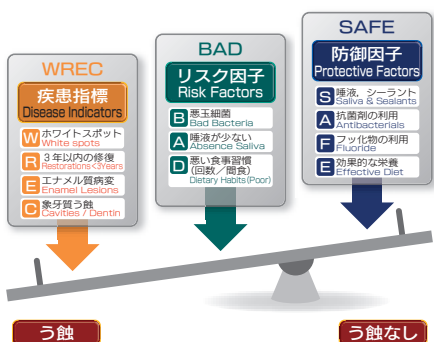 WREC
疾患指標
Disease Indicators
W ホワイトスポット
White spots
R 3年以内の修復
Restorations<3Years
E エナメル質病変
Enamel Lesions
C 象牙質う蝕
Cavities / Dentin
BAD
リスク因子
Risk Factors
B 悪玉細菌
Bad Bacteria
A 唾液が少ない
Absence Saliva
D 悪い食事習慣
(回数/間食)
Dietary Habits(Poor)
SAFE
防御因子
Protective Factors
S 唾液,シーラント
Saliva & Sealants
A 抗菌剤の利用
Antibacterials
F フッ化物の利用
Fluoride
E 効果的な栄養
Effective Diet
う蝕
う蝕なし